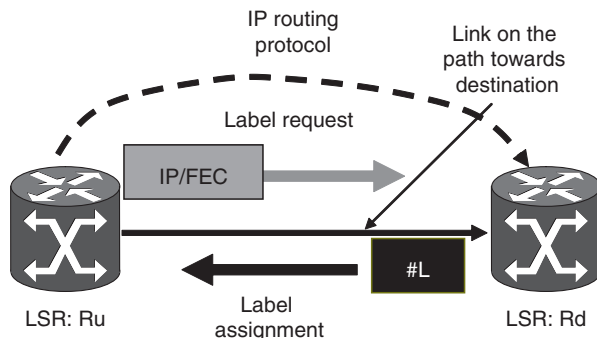 IP routing
protocol
Link on the
path towards
destination
Label request
IP/FEC
#L
Label
assignment
LSR: Ru
LSR: Rd